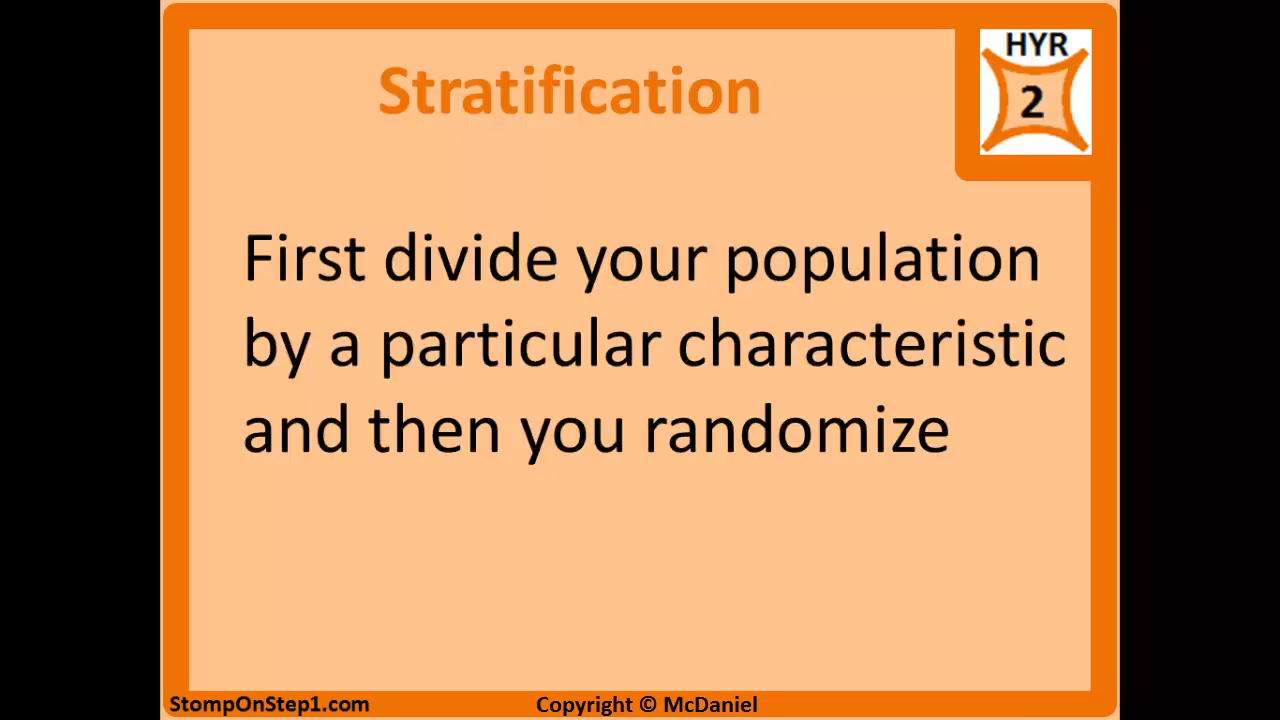 Stratification
HYR
2
First divide your population
by a particular characteristic
and then you randomize
StompOnStep1.com
Copyright © McDaniel